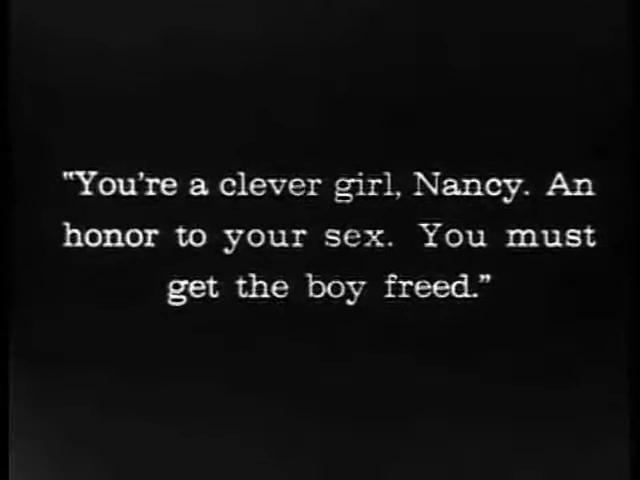 "You're a clever girl, Nancy. An
honor to your sex. You must
get the boy freed."